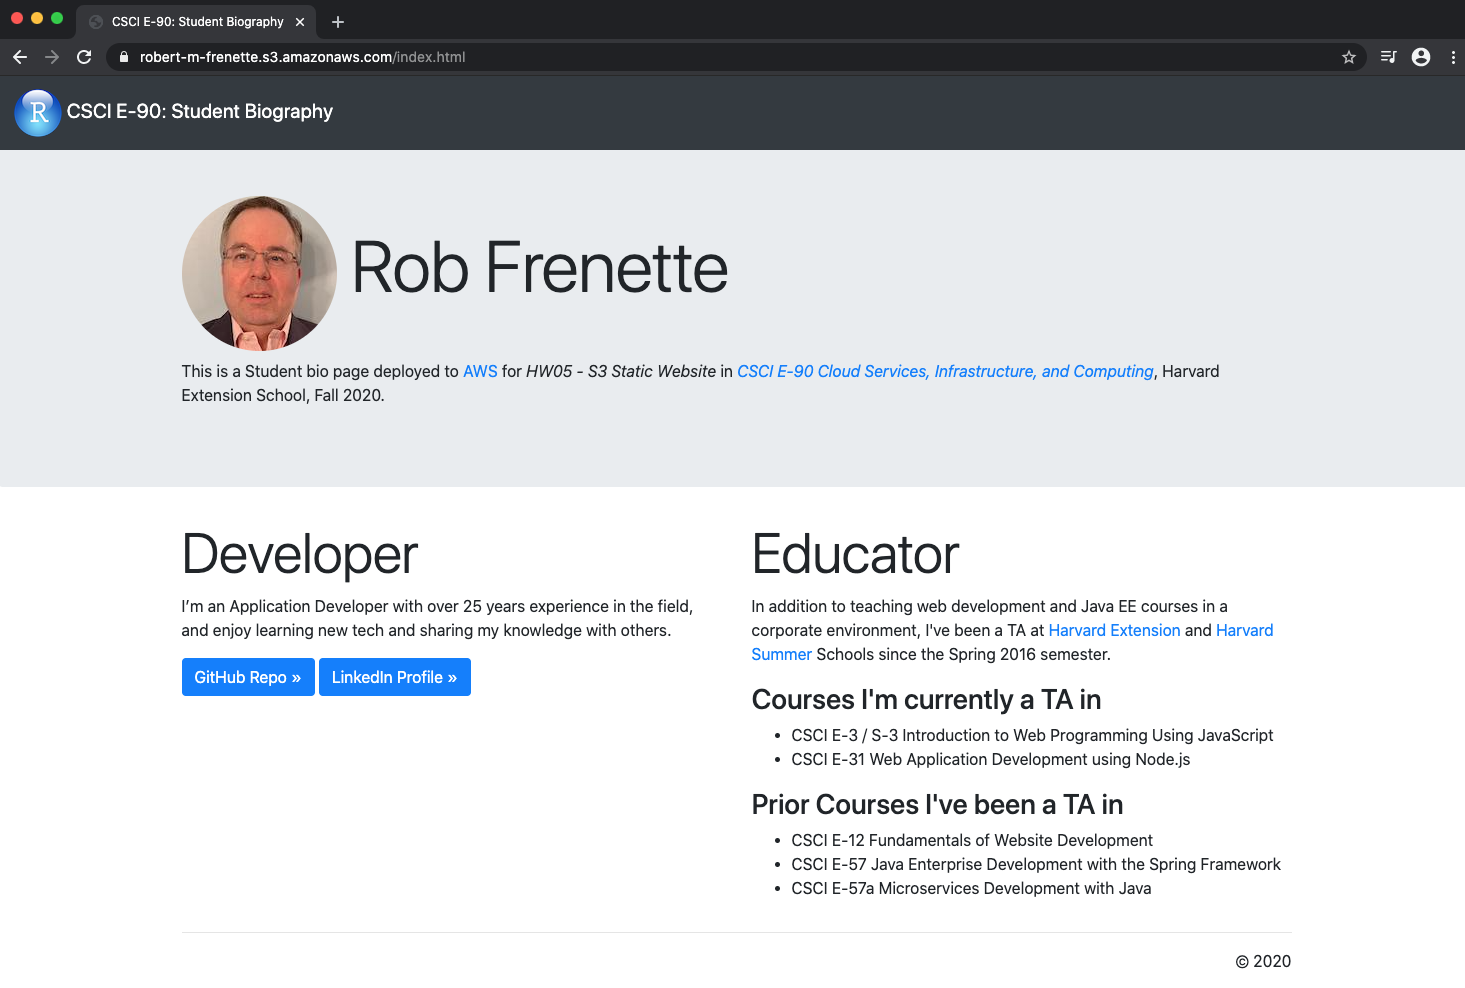 CSCI E-90: Student Biography
robert-m-frenette.s3.amazonaws.com/index.html
R CSCI E-90: Student Biography
Rob Frenette
This is a Student bio page deployed to AWS for HW05 - S3 Static Website in CSCI E-90 Cloud Services, Infrastructure, and Computing, Harvard
Extension School, Fall 2020.
Developer
I’m an Application Developer with over 25 years experience in the field,
and enjoy learning new tech and sharing my knowledge with others.
GitHub Repo » LinkedIn Profile »
Educator
In addition to teaching web development and Java EE courses in a
corporate environment, I've been a TA at Harvard Extension and Harvard
Summer Schools since the Spring 2016 semester.
Courses I'm currently a TA in
• CSCI E-3 / S-3 Introduction to Web Programming Using JavaScript
• CSCI E-31 Web Application Development using Node.js
Prior Courses I've been a TA in
• CSCI E-12 Fundamentals of Website Development
• CSCI E-57 Java Enterprise Development with the Spring Framework
• CSCI E-57a Microservices Development with Java
© 2020